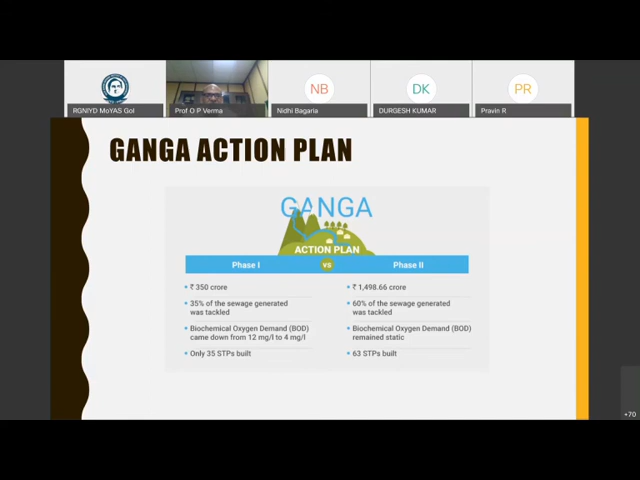 NB
DK
PR
RGNIYD MoYAS GoI
Prof O P Verma
Nidhi Bagaria
DURGESH KUMAR
Pravin R
GANGA ACTION PLAN
GANGA
ACTION PLAN
Phase I
vs
Phase II
• ₹ 350 crore
• 35% of the sewage generated
was tackled
• Biochemical Oxygen Demand (BOD)
came down from 12 mg/l to 4 mg/l
• Only 35 STPs built
• ₹ 1,498.66 crore
• 60% of the sewage generated
was tackled
• Biochemical Oxygen Demand (BOD)
remained static
• 63 STPs built
+70